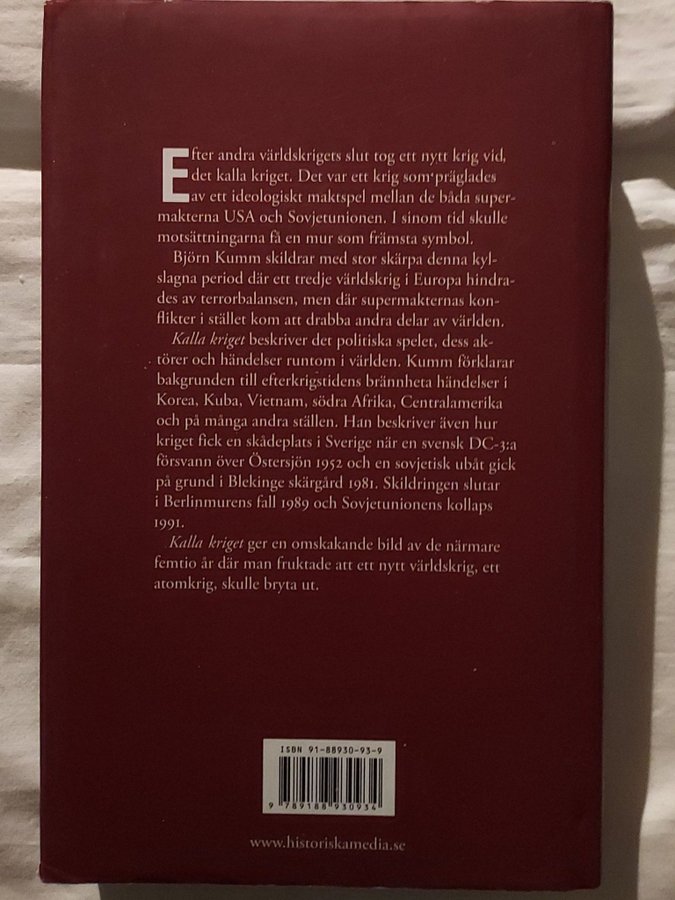 Efter andra världskrigets slut tog ett nytt krig vid,
det kalla kriget. Det var ett krig som präglades
av ett ideologiskt maktspel mellan de båda super-
makterna USA och Sovjetunionen. I sinom tid skulle
motsättningarna få en mur som främsta symbol.
Björn Kumm skildrar med stor skärpa denna kyl-
slagna period där ett tredje världskrig i Europa hindra-
des av terrorbalansen, men där supermakternas kon-
flikter i stället kom att drabba andra delar av världen.
Kalla kriget beskriver det politiska spelet, dess ak-
törer och händelser runtom i världen. Kumm förklarar
bakgrunden till efterkrigstidens brännheta händelser i
Korea, Kuba, Vietnam, södra Afrika, Centralamerika
och på många andra ställen. Han beskriver även hur
kriget fick en skådeplats i Sverige när en svensk DC-3:a
försvann över Östersjön 1952 och en sovjetisk ubåt gick
på grund i Blekinge skärgård 1981. Skildringen slutar
i Berlinmurens fall 1989 och Sovjetunionens kollaps
1991.
Kalla kriget ger en omskakande bild av de närmare
femtio år där man fruktade att ett nytt världskrig, ett
atomkrig, skulle bryta ut.
ISBN 91-88930-93-9
9 789188 930934
www.historiskamedia.se